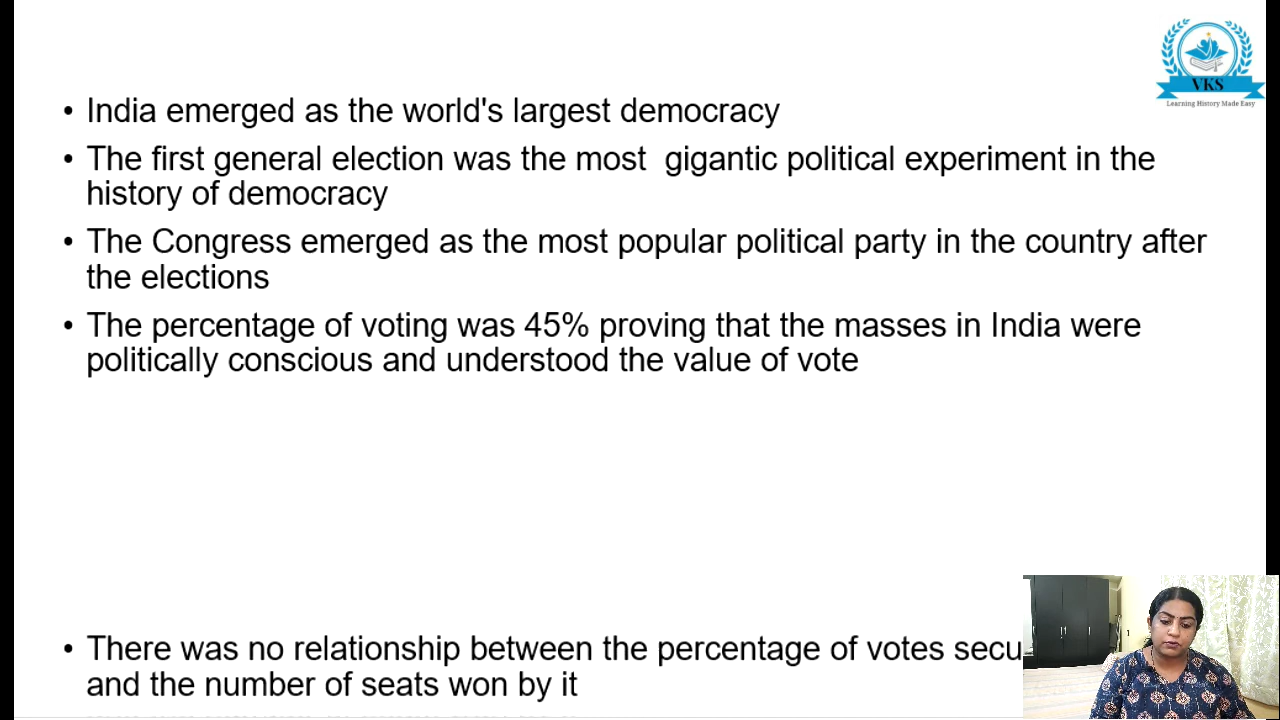 VKS
Learning History Made Easy
• India emerged as the world's largest democracy
• The first general election was the most  gigantic political experiment in the
history of democracy
• The Congress emerged as the most popular political party in the country after
the elections
• The percentage of voting was 45% proving that the masses in India were
politically conscious and understood the value of vote
• There was no relationship between the percentage of votes secu
and the number of seats won by it